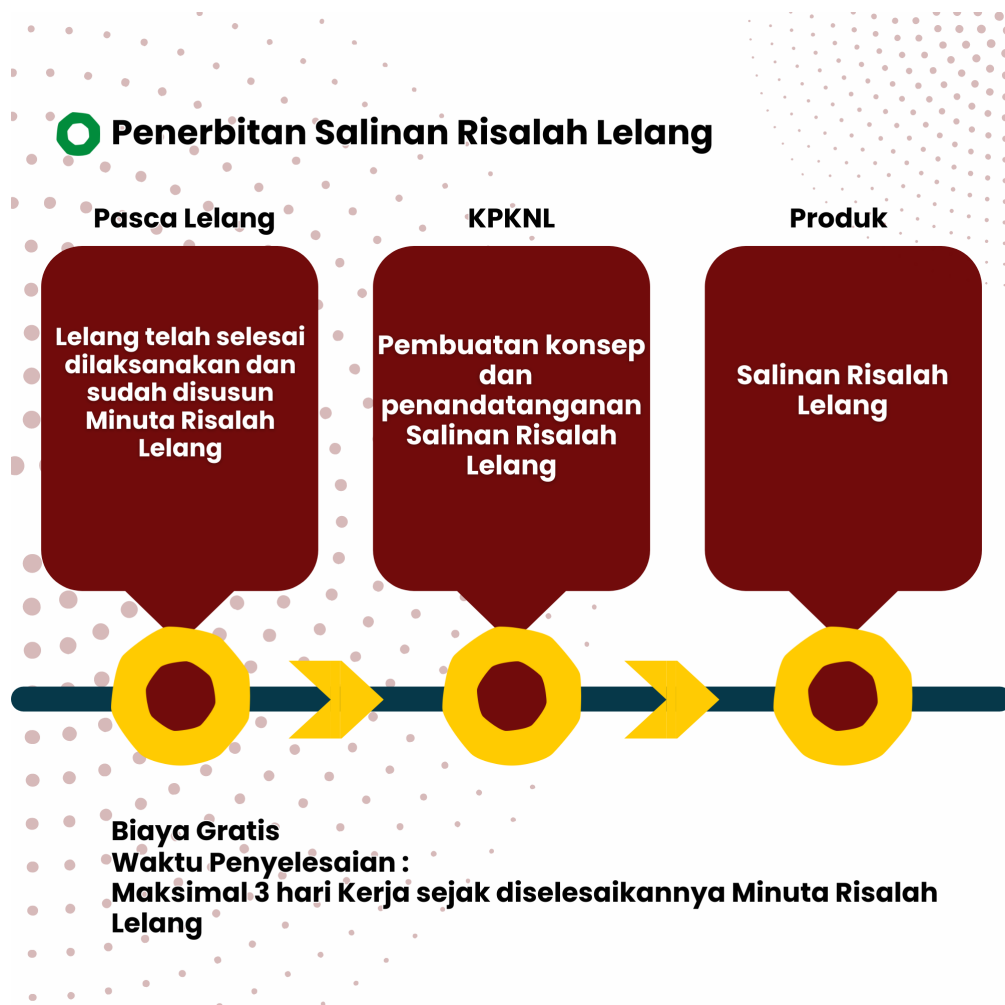 Penerbitan Salinan Risalah Lelang
Pasca Lelang
Lelang telah selesai
dilaksanakan dan
sudah disusun
Minuta Risalah
Lelang
KPKNL
Pembuatan konsep
dan
penandatanganan
Salinan Risalah
Lelang
Produk
Salinan Risalah
Lelang
Biaya Gratis
Waktu Penyelesaian :
Maksimal 3 hari Kerja sejak diselesaikannya Minuta Risalah
Lelang